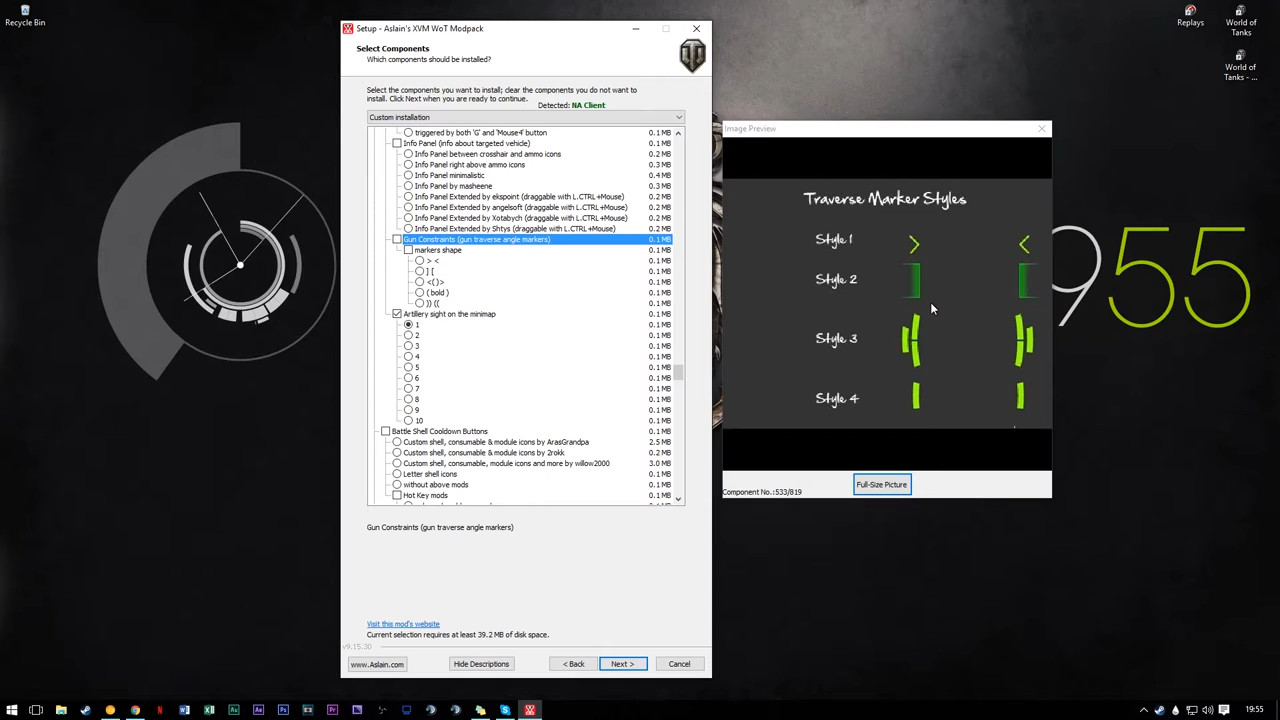 Recycle Bin
Replays
World of
Tanks
World of
Tanks - ...
Setup - Aslain's XVM WoT Modpack
Select Components
Which components should be installed?
Select the components you want to install; clear the components you do not want to
install. Click Next when you are ready to continue.
Detected: NA Client
Custom installation
triggered by both 'G' and 'Mouse4' button 0.1 MB
Info Panel (info about targeted vehicle) 0.1 MB
Info Panel between crosshair and ammo icons 0.2 MB
Info Panel right above ammo icons 0.3 MB
Info Panel minimalistic 0.4 MB
Info Panel by masheene 0.3 MB
Info Panel Extended by ekspoint (draggable with L.CTRL+Mouse) 0.2 MB
Info Panel Extended by angelsoft (draggable with L.CTRL+Mouse) 0.2 MB
Info Panel Extended by Xotabych (draggable with L.CTRL+Mouse) 0.2 MB
Info Panel Extended by Shtys (draggable with L.CTRL+Mouse) 0.2 MB
Gun Constraints (gun traverse angle markers) 0.1 MB
markers shape 0.1 MB
> < 0.1 MB
] [ 0.1 MB
<( )> 0.1 MB
( bold ) 0.1 MB
)) (( 0.1 MB
Artillery sight on the minimap 0.1 MB
1 0.1 MB
2 0.1 MB
3 0.1 MB
4 0.1 MB
5 0.1 MB
6 0.1 MB
7 0.1 MB
8 0.1 MB
9 0.1 MB
10 0.1 MB
Battle Shell Cooldown Buttons 0.1 MB
Custom shell, consumable & module icons by ArasGrandpa 2.5 MB
Custom shell, consumable & module icons by 2rokk 0.2 MB
Custom shell, consumable, module icons and more by willow2000 3.0 MB
Letter shell icons 0.1 MB
without above mods 0.1 MB
Hot Key mods 0.1 MB
Gun Constraints (gun traverse angle markers)
Visit this mod's website
Current selection requires at least 39.2 MB of disk space.
v9.15.30
www.Aslain.com
Hide Descriptions
< Back
Next >
Cancel
Image Preview
Traverse Marker Styles
Style 1
Style 2
Style 3
Style 4
Component No.:533/819
Full-Size Picture
955
19:55